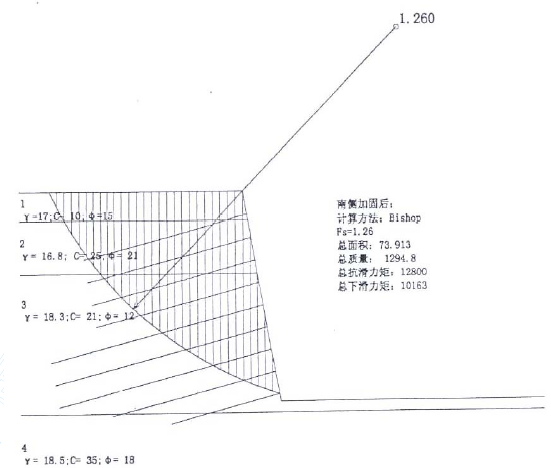 1.260
1
γ=17;C=10;Φ=15
2
γ= 16.8; C=25;Φ= 21
3
γ= 18.3;C= 21;Φ= 12
4
γ= 18.5;C= 35;Φ= 18
南侧加固后:
计算方法: Bishop
Fs=1.26
总面积: 73.913
总质量: 1294.8
总抗滑力矩: 12800
总下滑力矩: 10163